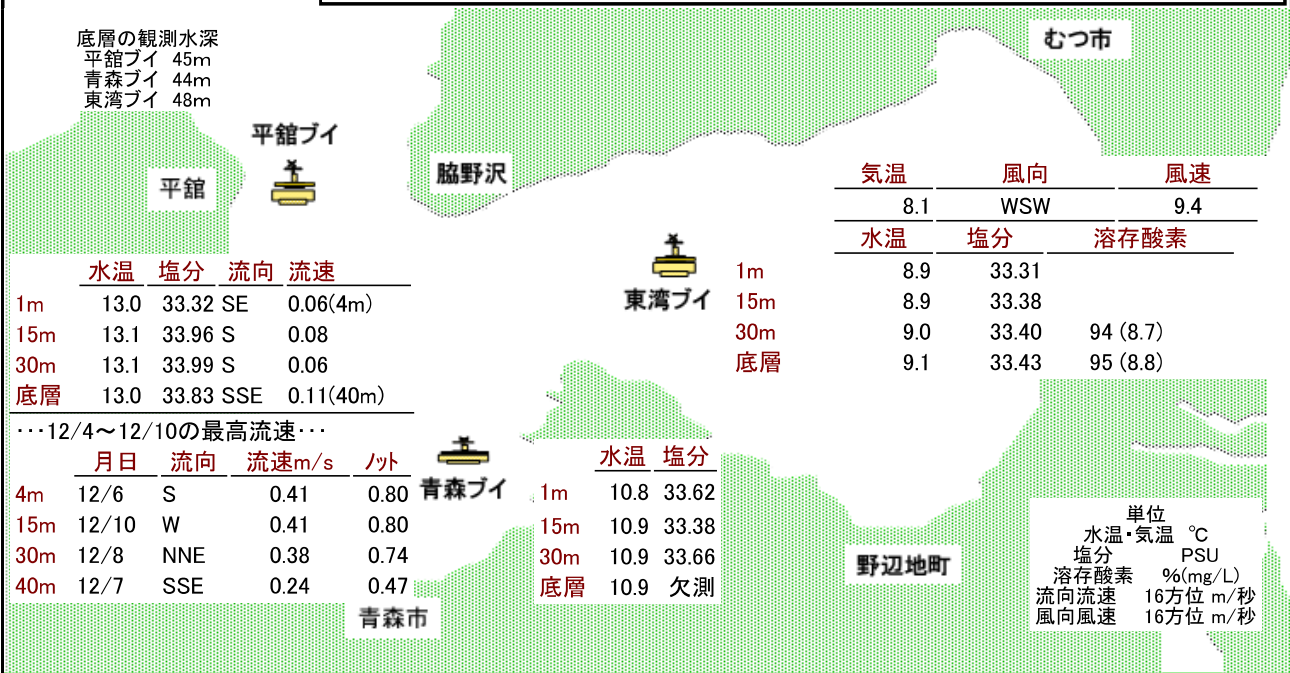 底層の観測水深
平舘ブイ 45m
青森ブイ 44m
東湾ブイ 48m
むつ市
平舘ブイ
平舘
脇野沢
気温 風向 風速
8.1 WSW 9.4
水温 塩分 溶存酸素
1m 8.9 33.31
15m 8.9 33.38
30m 9.0 33.40 94 (8.7)
底層 9.1 33.43 95 (8.8)
東湾ブイ
水温 塩分 流向 流速
1m 13.0 33.32 SE 0.06(4m)
15m 13.1 33.96 S 0.08
30m 13.1 33.99 S 0.06
底層 13.0 33.83 SSE 0.11(40m)
…12/4～12/10の最高流速…
月日 流向 流速m/s ノット
4m 12/6 S 0.41 0.80
15m 12/10 W 0.41 0.80
30m 12/8 NNE 0.38 0.74
40m 12/7 SSE 0.24 0.47
青森ブイ
水温 塩分
1m 10.8 33.62
15m 10.9 33.38
30m 10.9 33.66
底層 10.9 欠測
青森市
野辺地町
単位
水温・気温 ℃
塩分 PSU
溶存酸素 %(mg/L)
流向流速 16方位 m/秒
風向風速 16方位 m/秒